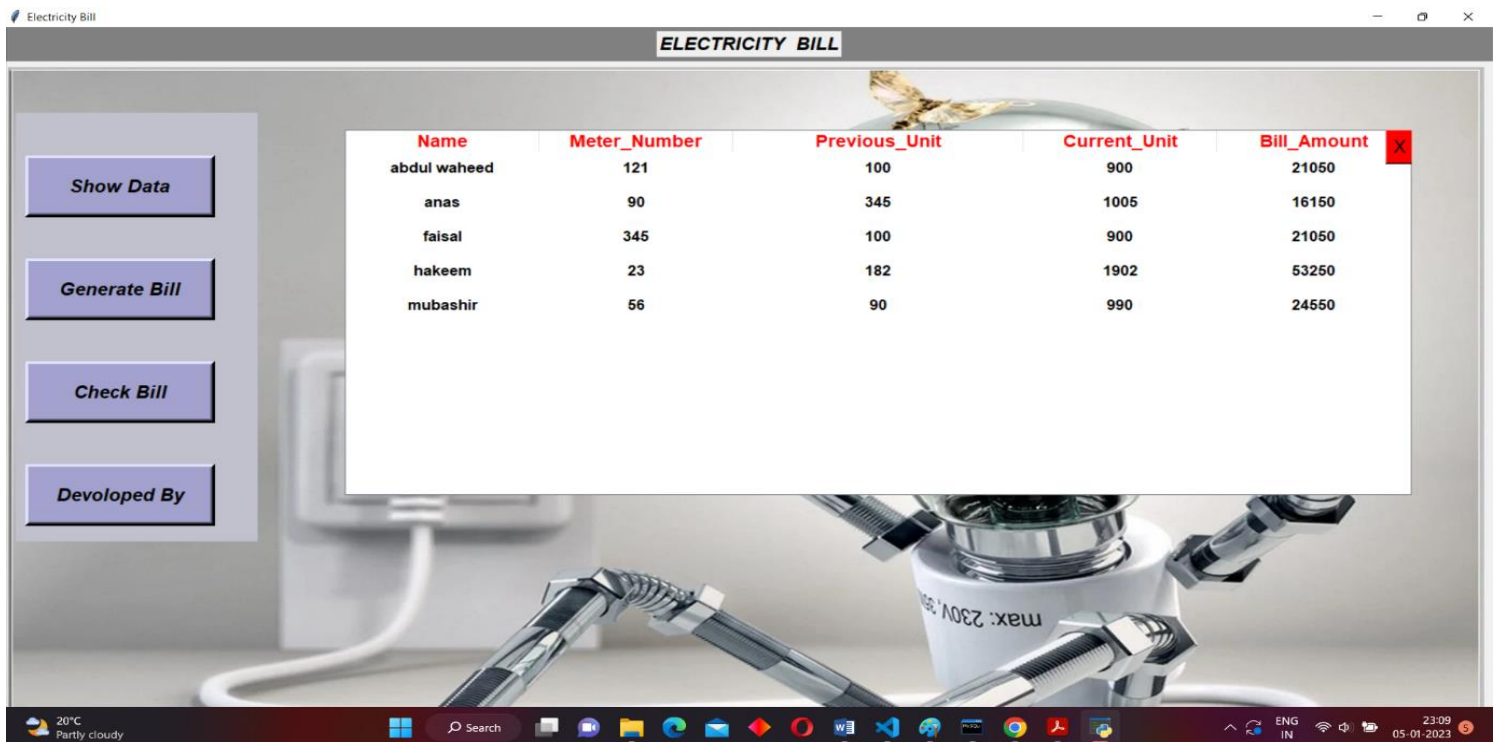 Electricity Bill
ELECTRICITY BILL
Name Meter_Number Previous_Unit Current_Unit Bill_Amount X
abdul waheed 121 100 900 21050
anas 90 345 1005 16150
faisal 345 100 900 21050
hakeem 23 182 1902 53250
mubashir 56 90 990 24550
Show Data
Generate Bill
Check Bill
Devoloped By
max: 230V,
20°C
Partly cloudy
Search
ENG
IN
23:09
05-01-2023
5